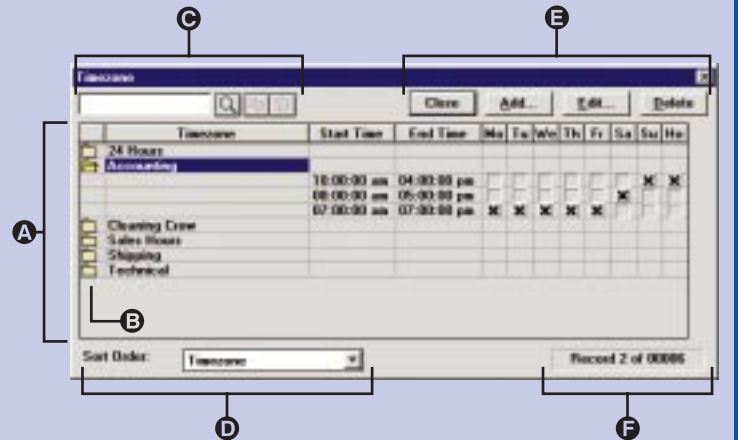 C
E
Timezone
Close Add... Edit... Delete
Timezone Start Time End Time Mo Tu We Th Fr Sa Su Ho
24 Hours
Accounting
10:00:00 am 04:00:00 pm
08:00:00 am 05:00:00 pm
07:00:00 am 07:00:00 pm
Cleaning Crew
Sales Hours
Shipping
Technical
A
B
Sort Order: Timezone Record 2 of 00006
D
F